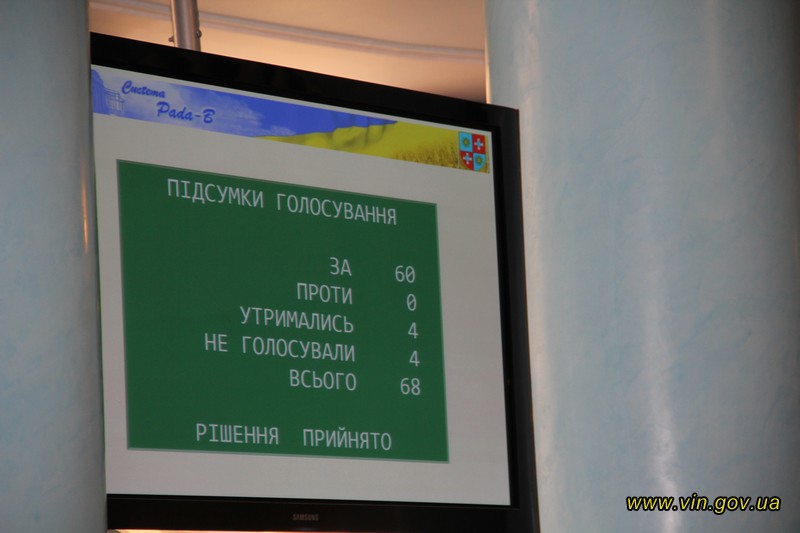 Система
Рада-В
ПІДСУМКИ ГОЛОСУВАННЯ
ЗА 60
ПРОТИ 0
УТРИМАЛИСЬ 4
НЕ ГОЛОСУВАЛИ 4
ВСЬОГО 68
РІШЕННЯ ПРИЙНЯТО
SAMSUNG
www.vin.gov.ua